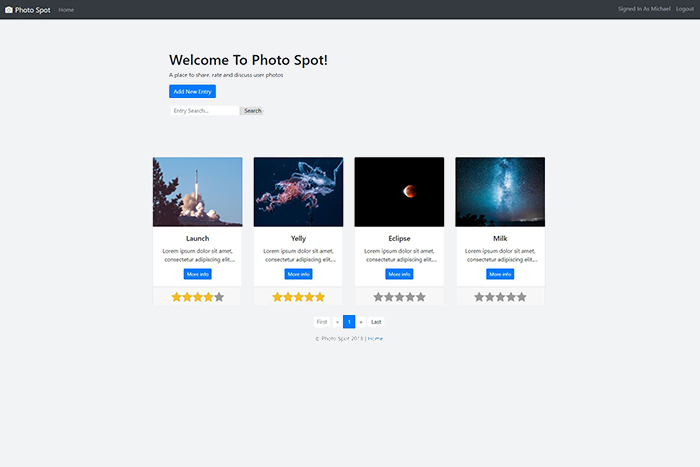 Photo Spot Home Signed In As Michael Logout
Welcome To Photo Spot!
A place to share, rate and discuss user photos
Add New Entry
Entry Search... Search
Launch
Lorem ipsum dolor sit amet,
consectetur adipiscing elit,...
More info
Yelly
Lorem ipsum dolor sit amet,
consectetur adipiscing elit,...
More info
Eclipse
Lorem ipsum dolor sit amet,
consectetur adipiscing elit,...
More info
Milk
Lorem ipsum dolor sit amet,
consectetur adipiscing elit,...
More info
First « 1 » Last
© Photo Spot 2018 | Home